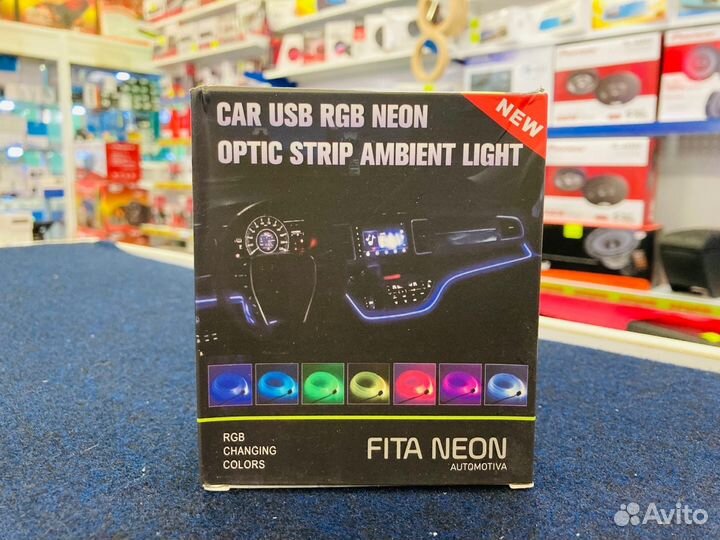 CAR USB RGB NEON
OPTIC STRIP AMBIENT LIGHT
NEW
RGB
CHANGING
COLORS
FITA NEON
AUTOMOTIVA
Avito